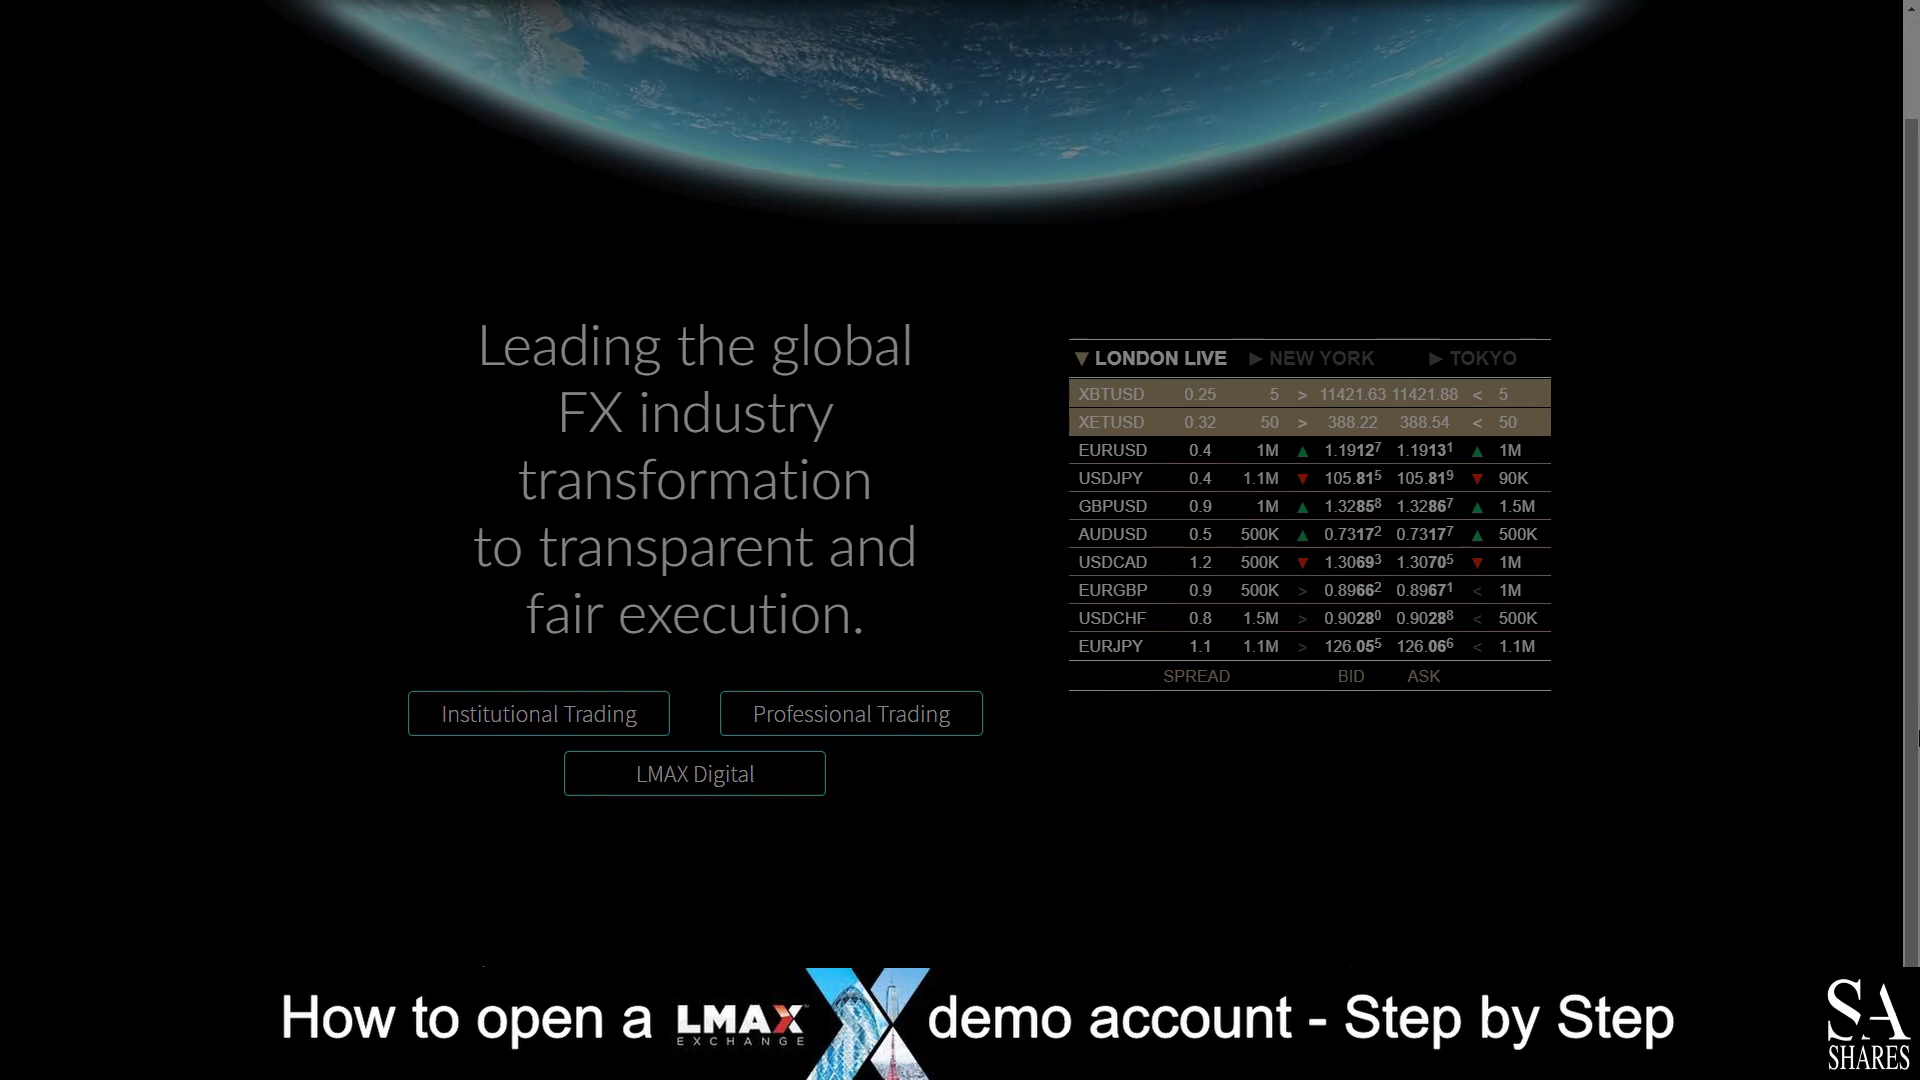 Leading the global
FX industry
transformation
to transparent and
fair execution.
Institutional Trading Professional Trading
LMAX Digital
▼ LONDON LIVE ▶ NEW YORK ▶ TOKYO
XBTUSD 0.25 5 > 11421.63 11421.88 < 5
XETUSD 0.32 50 > 388.22 388.54 < 50
EURUSD 0.4 1M ▲ 1.1912⁷ 1.1913¹ ▲ 1M
USDJPY 0.4 1.1M ▼ 105.81⁵ 105.81⁹ ▼ 90K
GBPUSD 0.9 1M ▲ 1.3285⁸ 1.3286⁷ ▲ 1.5M
AUDUSD 0.5 500K ▲ 0.7317² 0.7317⁷ ▲ 500K
USDCAD 1.2 500K ▼ 1.3069³ 1.3070⁵ ▼ 1M
EURGBP 0.9 500K > 0.8966² 0.8967¹ < 1M
USDCHF 0.8 1.5M > 0.9028⁰ 0.9028⁸ < 500K
EURJPY 1.1 1.1M > 126.05⁵ 126.06⁶ < 1.1M
SPREAD BID ASK
How to open a LMAX EXCHANGE demo account - Step by Step
SA
SHARES